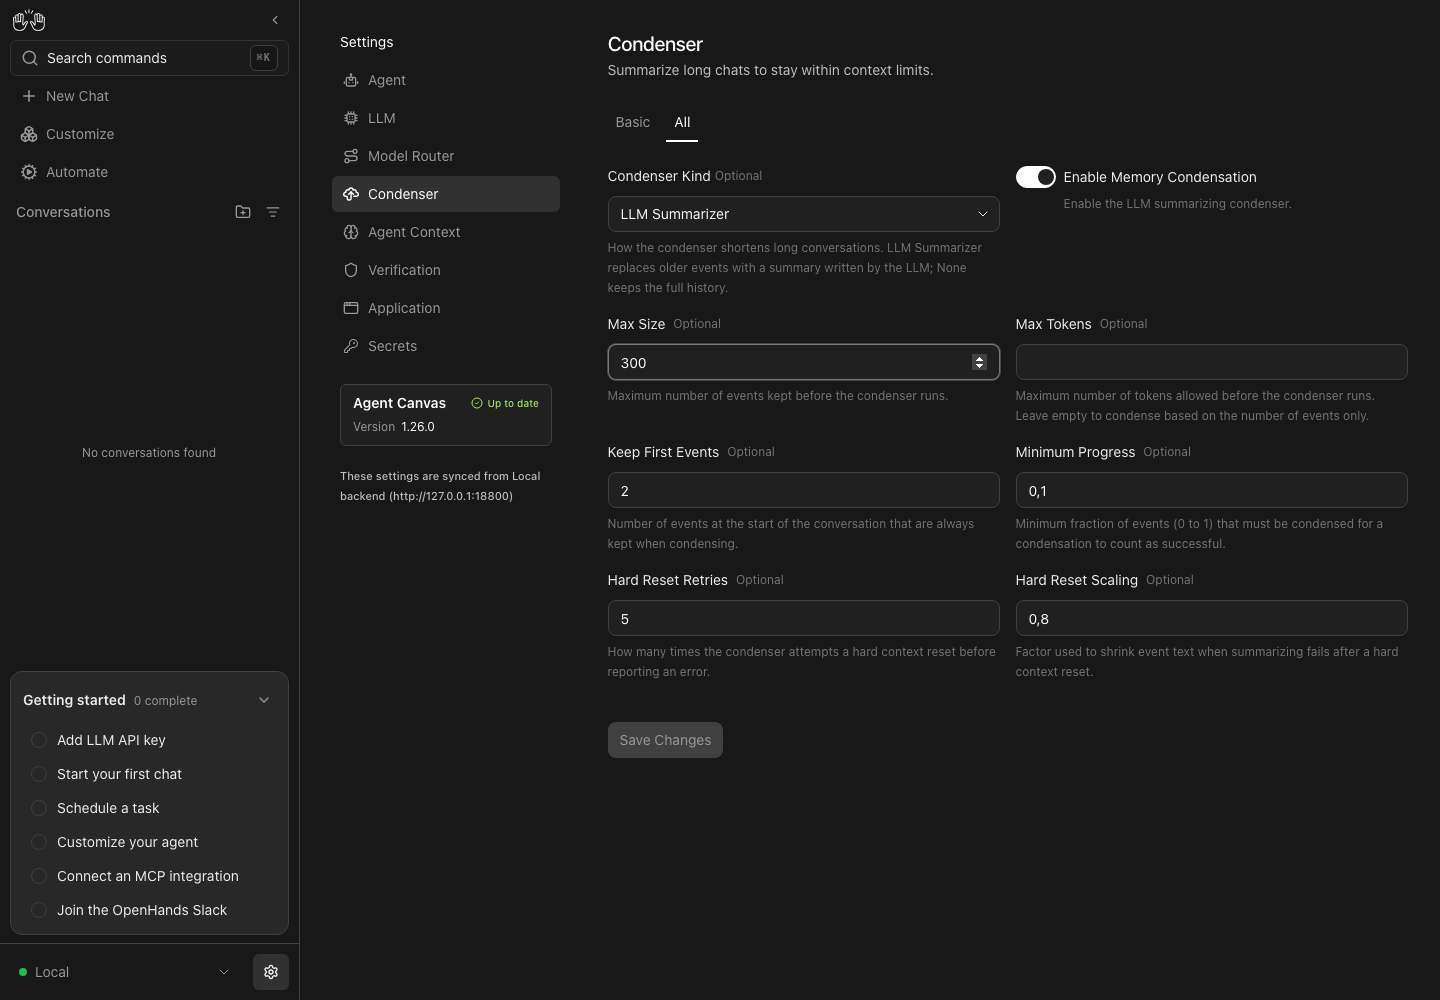 Search commands
⌘K
New Chat
Customize
Automate
Conversations
No conversations found
Getting started 0 complete
Add LLM API key
Start your first chat
Schedule a task
Customize your agent
Connect an MCP integration
Join the OpenHands Slack
Local
Settings
Agent
LLM
Model Router
Condenser
Agent Context
Verification
Application
Secrets
Agent Canvas
Up to date
Version 1.26.0
These settings are synced from Local
backend (http://127.0.0.1:18800)
Condenser
Summarize long chats to stay within context limits.
Basic
All
Condenser Kind Optional
LLM Summarizer
How the condenser shortens long conversations. LLM Summarizer
replaces older events with a summary written by the LLM; None
keeps the full history.
Enable Memory Condensation
Enable the LLM summarizing condenser.
Max Size Optional
300
Maximum number of events kept before the condenser runs.
Max Tokens Optional
Maximum number of tokens allowed before the condenser runs.
Leave empty to condense based on the number of events only.
Keep First Events Optional
2
Number of events at the start of the conversation that are always
kept when condensing.
Minimum Progress Optional
0,1
Minimum fraction of events (0 to 1) that must be condensed for a
condensation to count as successful.
Hard Reset Retries Optional
5
How many times the condenser attempts a hard context reset before
reporting an error.
Hard Reset Scaling Optional
0,8
Factor used to shrink event text when summarizing fails after a hard
context reset.
Save Changes